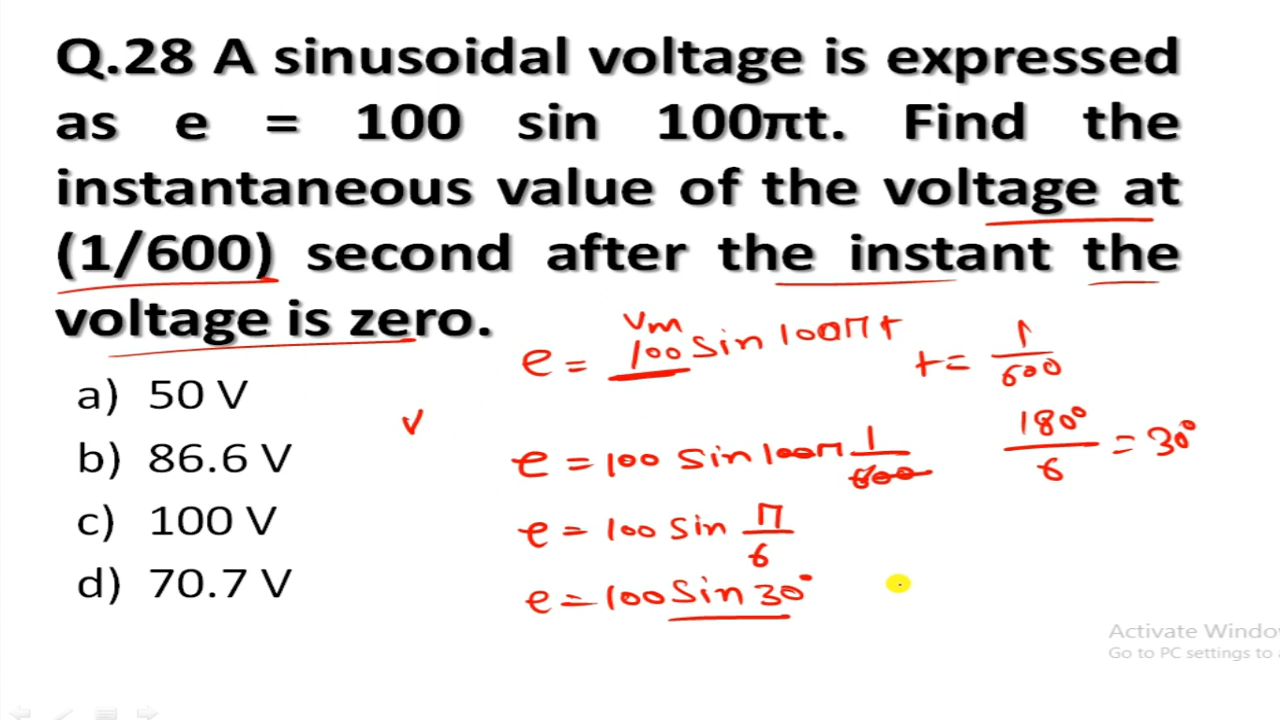 Q.28 A sinusoidal voltage is expressed
as e = 100 sin 100πt. Find the
instantaneous value of the voltage at
(1/600) second after the instant the
voltage is zero.
a) 50 V
b) 86.6 V
c) 100 V
d) 70.7 V
Vm
e = 100 sin 100πt
t = 1/600
e = 100 sin 100π 1/600
180°/6 = 30°
e = 100 sin π/6
e = 100 sin 30°
Activate Windo
Go to PC settings to